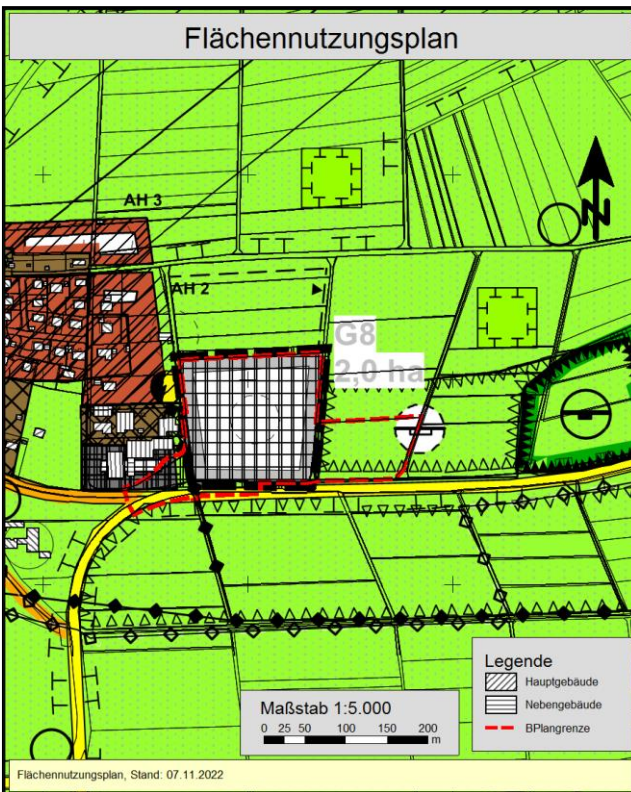 Flächennutzungsplan
N
AH 3
AH 2
G8
2,0 ha
Legende
Hauptgebäude
Nebengebäude
BPlangrenze
Maßstab 1:5.000
0 25 50 100 150 200
m
Flächennutzungsplan, Stand: 07.11.2022